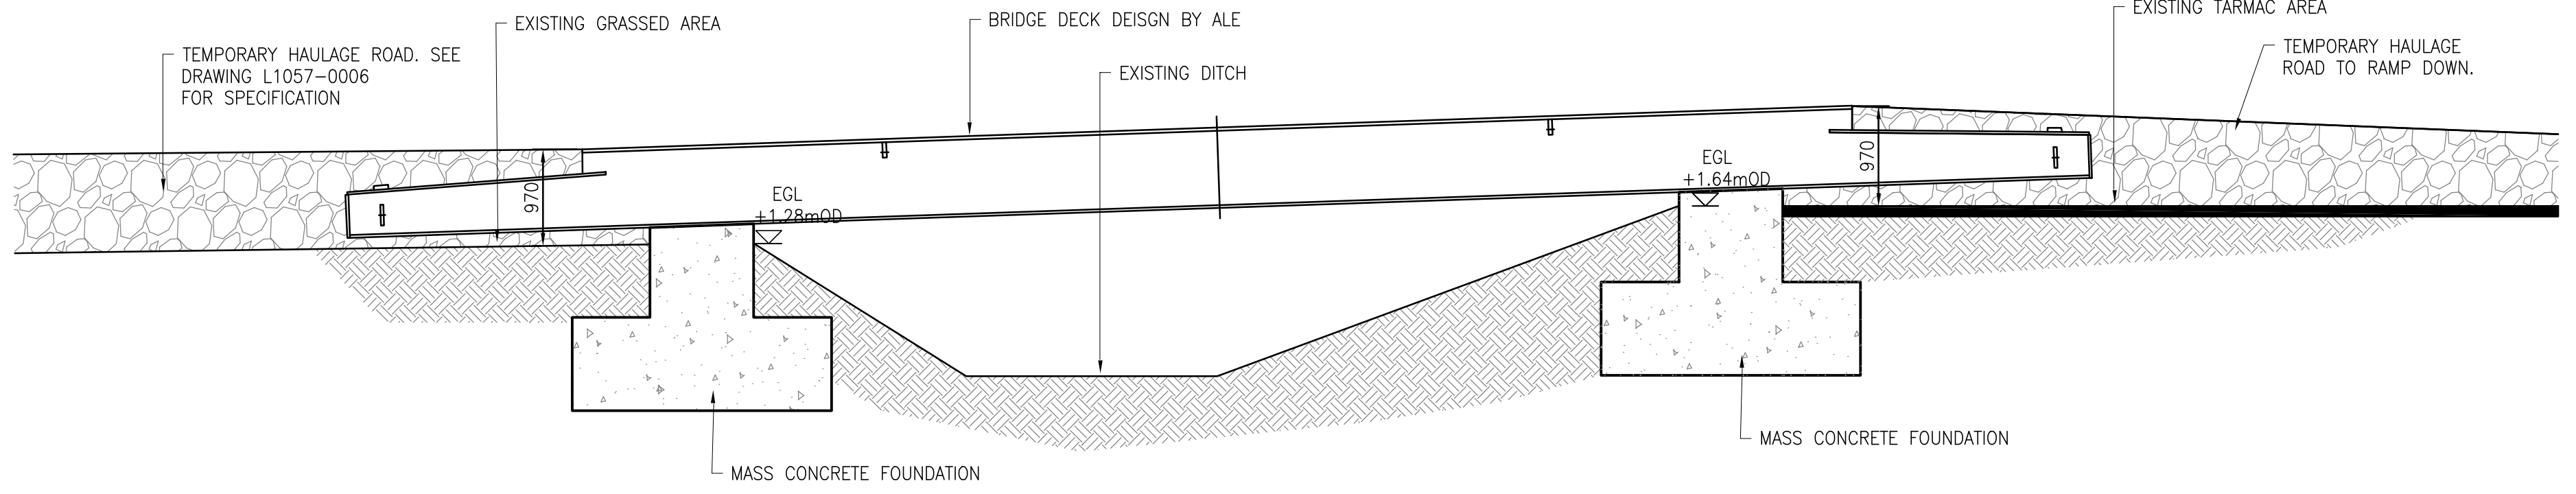 EXISTING GRASSED AREA
BRIDGE DECK DEISGN BY ALE
EXISTING TARMAC AREA
TEMPORARY HAULAGE ROAD. SEE
DRAWING L1057-0006
FOR SPECIFICATION
EXISTING DITCH
TEMPORARY HAULAGE
ROAD TO RAMP DOWN.
970
EGL
+1.28mOD
EGL
+1.64mOD
970
MASS CONCRETE FOUNDATION
MASS CONCRETE FOUNDATION